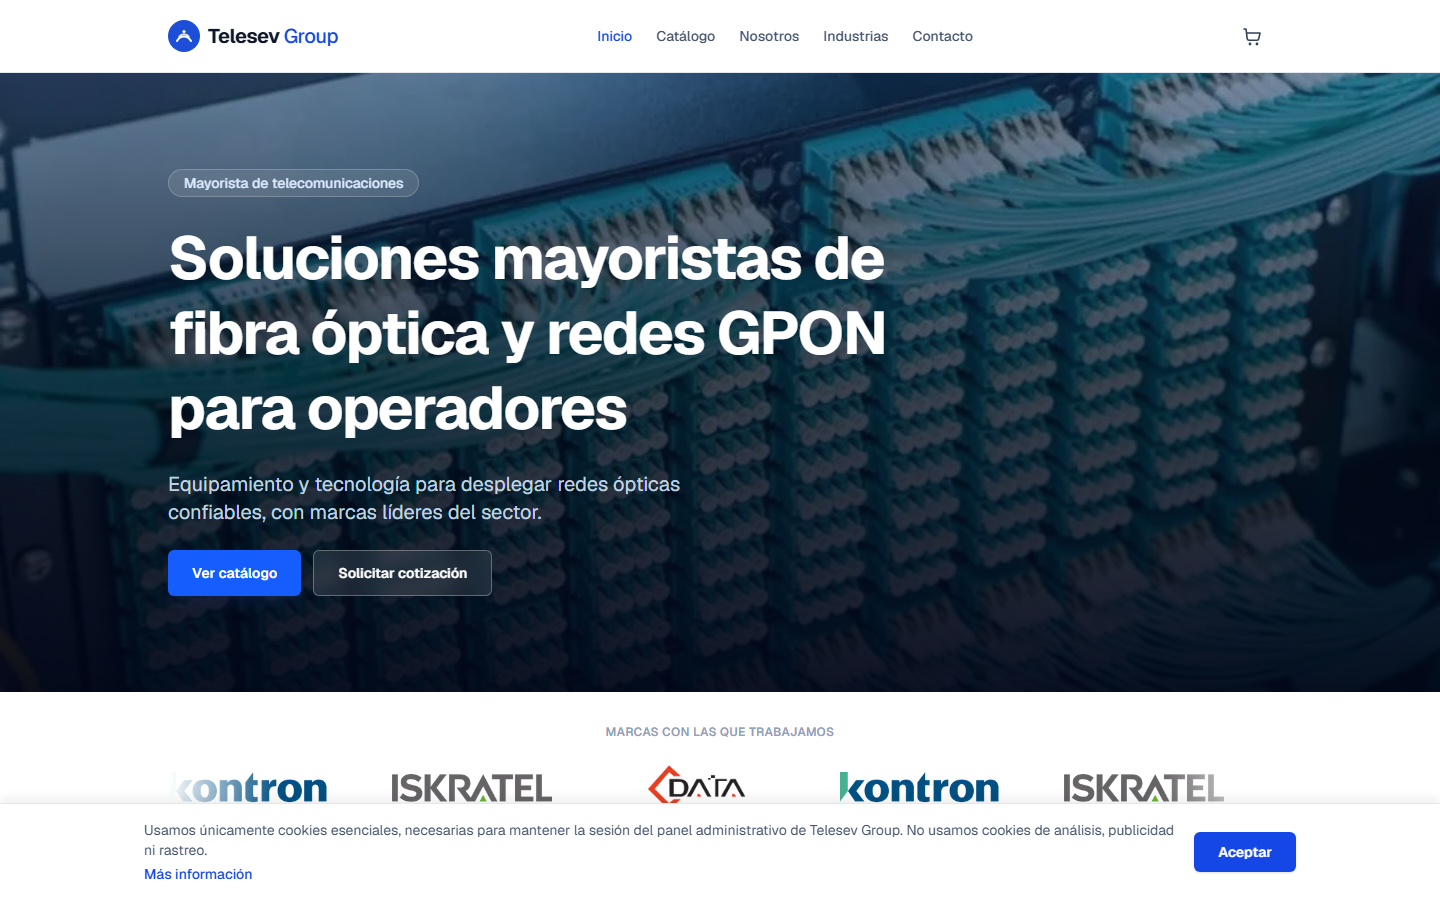 Telesev Group
Inicio
Catálogo
Nosotros
Industrias
Contacto
Mayorista de telecomunicaciones
Soluciones mayoristas de
fibra óptica y redes GPON
para operadores
Equipamiento y tecnología para desplegar redes ópticas
confiables, con marcas líderes del sector.
Ver catálogo
Solicitar cotización
MARCAS CON LAS QUE TRABAJAMOS
kontron
ISKRATEL
DATA
kontron
ISKRATEL
Usamos únicamente cookies esenciales, necesarias para mantener la sesión del panel administrativo de Telesev Group. No usamos cookies de análisis, publicidad
ni rastreo.
Más información
Aceptar